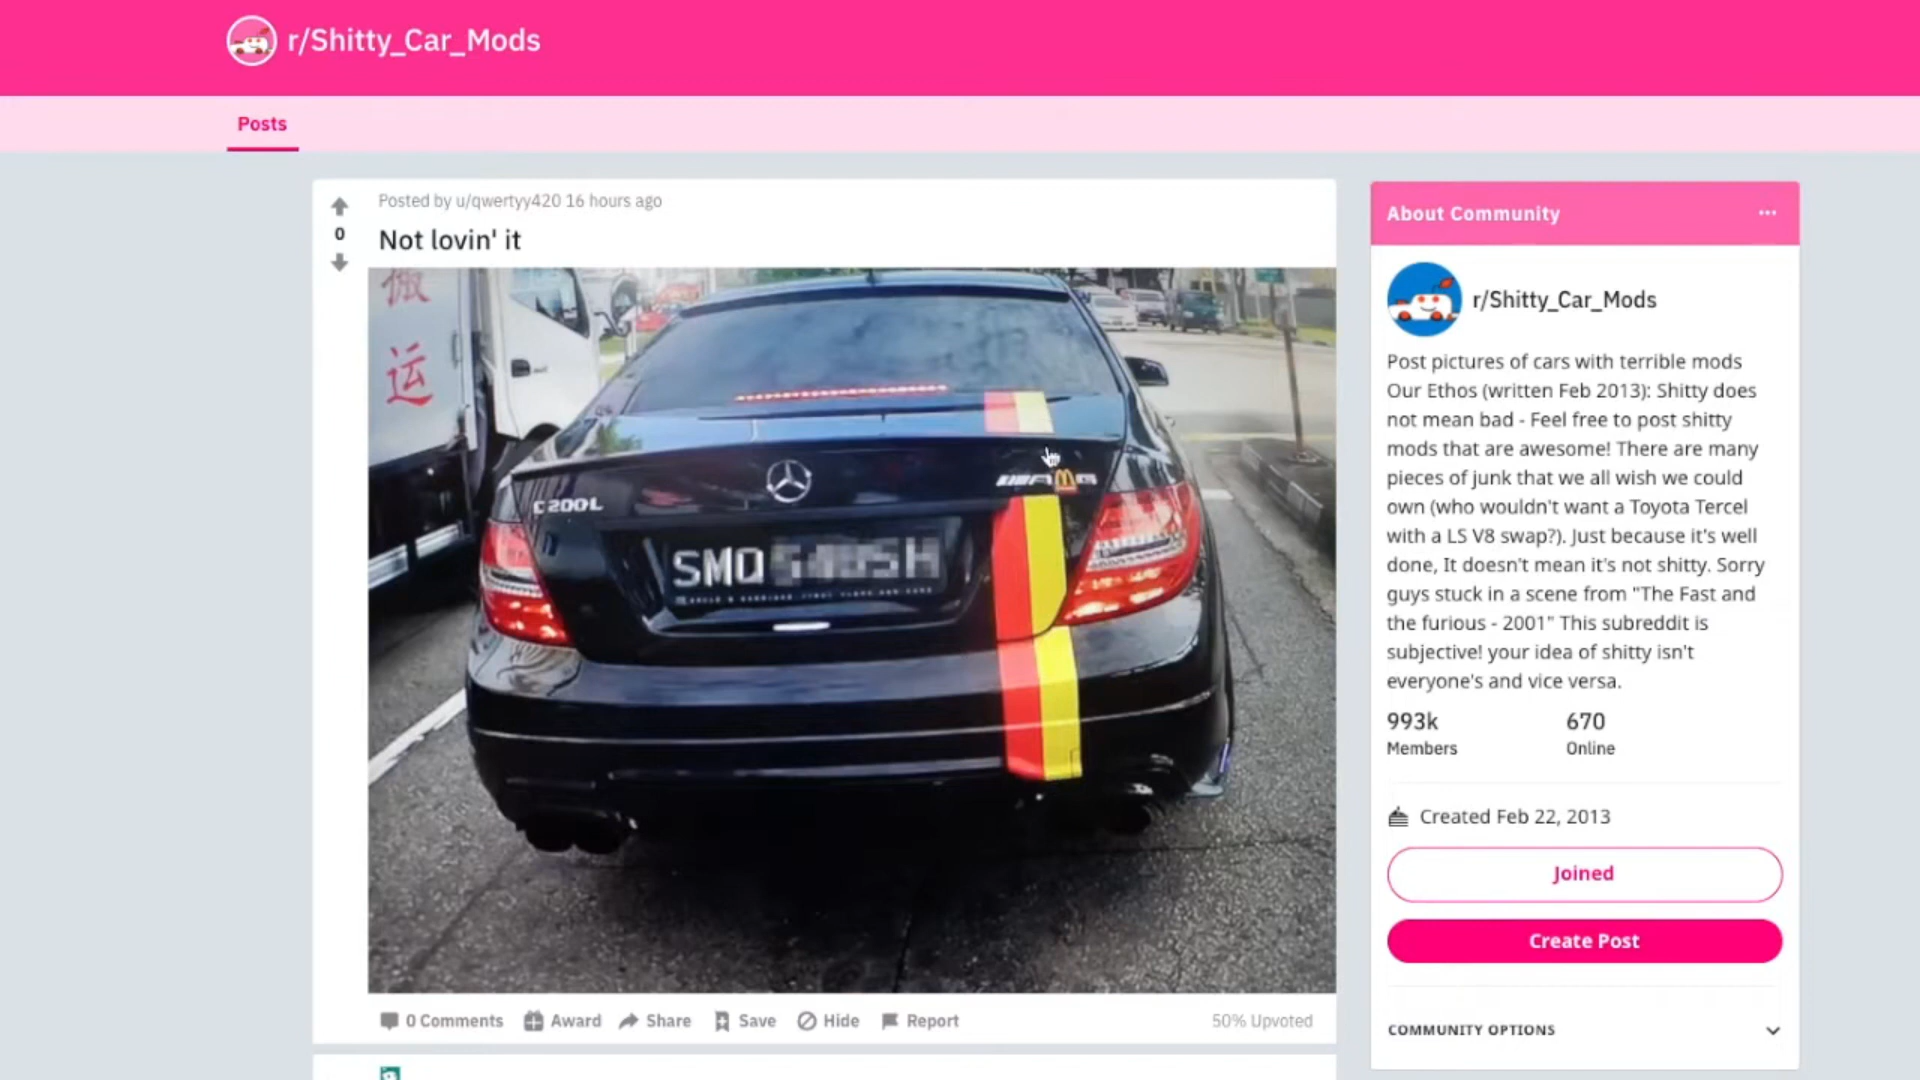 r/Shitty_Car_Mods
Posts
Posted by u/qwertyy420 16 hours ago
0
Not lovin' it
搬
运
AMG
C200L
SMQ
0 Comments
Award
Share
Save
Hide
Report
50% Upvoted
About Community
r/Shitty_Car_Mods
Post pictures of cars with terrible mods
Our Ethos (written Feb 2013): Shitty does
not mean bad - Feel free to post shitty
mods that are awesome! There are many
pieces of junk that we all wish we could
own (who wouldn't want a Toyota Tercel
with a LS V8 swap?). Just because it's well
done, It doesn't mean it's not shitty. Sorry
guys stuck in a scene from "The Fast and
the furious - 2001" This subreddit is
subjective! your idea of shitty isn't
everyone's and vice versa.
993k
Members
670
Online
Created Feb 22, 2013
Joined
Create Post
COMMUNITY OPTIONS